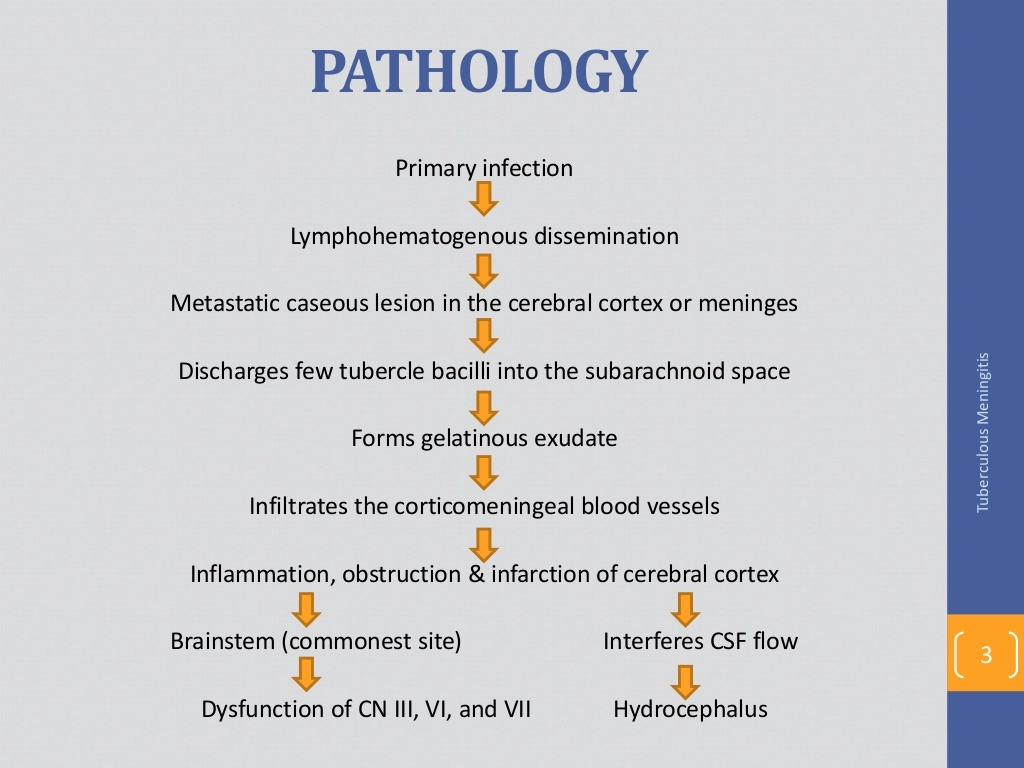 PATHOLOGY
Primary infection
Lymphohematogenous dissemination
Metastatic caseous lesion in the cerebral cortex or meninges
Discharges few tubercle bacilli into the subarachnoid space
Forms gelatinous exudate
Infiltrates the corticomeningeal blood vessels
Inflammation, obstruction & infarction of cerebral cortex
Brainstem (commonest site)
Interferes CSF flow
Dysfunction of CN III, VI, and VII
Hydrocephalus
Tuberculous Meningitis
3